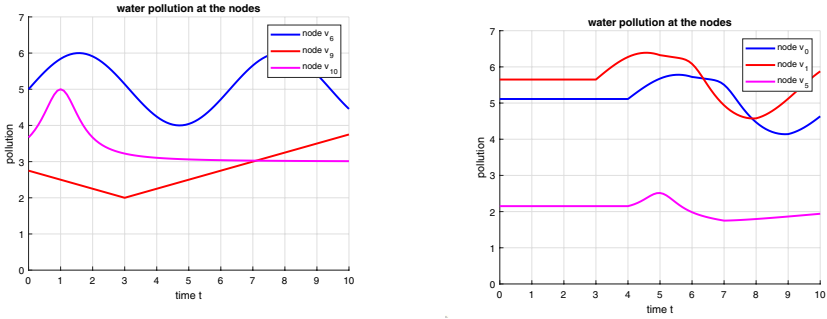 water pollution at the nodes
7
6
5
4
3
2
1
0
pollution
node v6
node v9
node v10
0 1 2 3 4 5 6 7 8 9 10
time t
water pollution at the nodes
7
6
5
4
3
2
1
0
pollution
node v0
node v1
node v5
0 1 2 3 4 5 6 7 8 9 10
time t